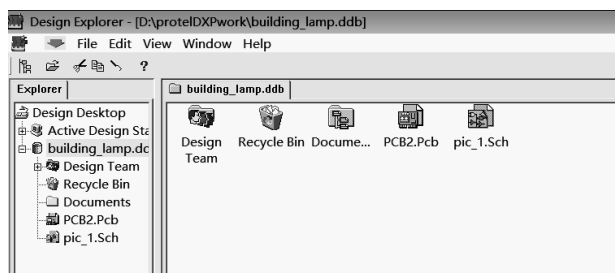 Design Explorer - [D:\protelDXPwork\building_lamp.ddb]
File Edit View Window Help
?
Explorer
building_lamp.ddb
Design Desktop
Active Design Sta
building_lamp.dc
Design Team
Recycle Bin
Documents
PCB2.Pcb
pic_1.Sch
Design Team
Recycle Bin
Docume...
PCB2.Pcb
pic_1.Sch